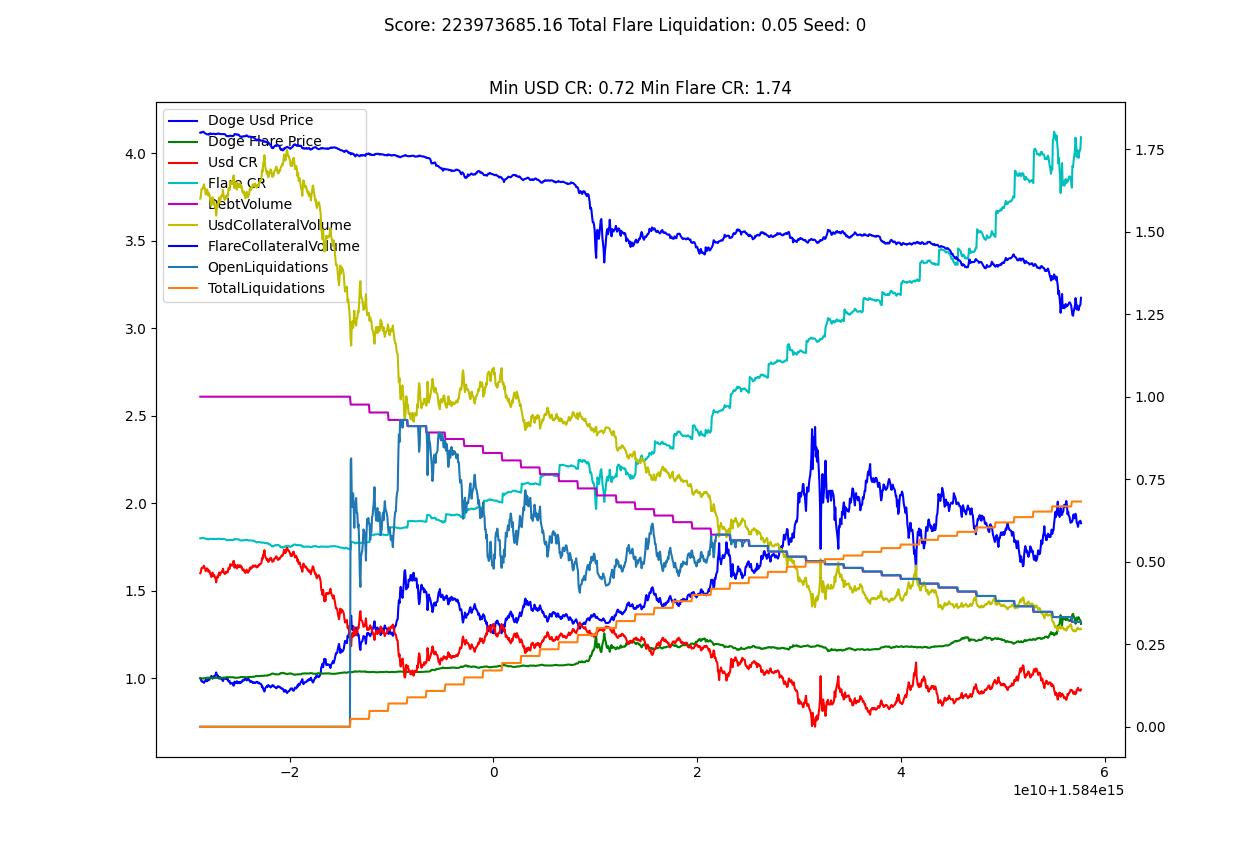 Score: 223973685.16 Total Flare Liquidation: 0.05 Seed: 0
Min USD CR: 0.72 Min Flare CR: 1.74
Doge Usd Price
Doge Flare Price
Usd CR
Flare CR
DebtVolume
UsdCollateralVolume
FlareCollateralVolume
OpenLiquidations
TotalLiquidations
4.0
3.5
3.0
2.5
2.0
1.5
1.0
1.75
1.50
1.25
1.00
0.75
0.50
0.25
0.00
−2 0 2 4 6
1e10+1.584e15